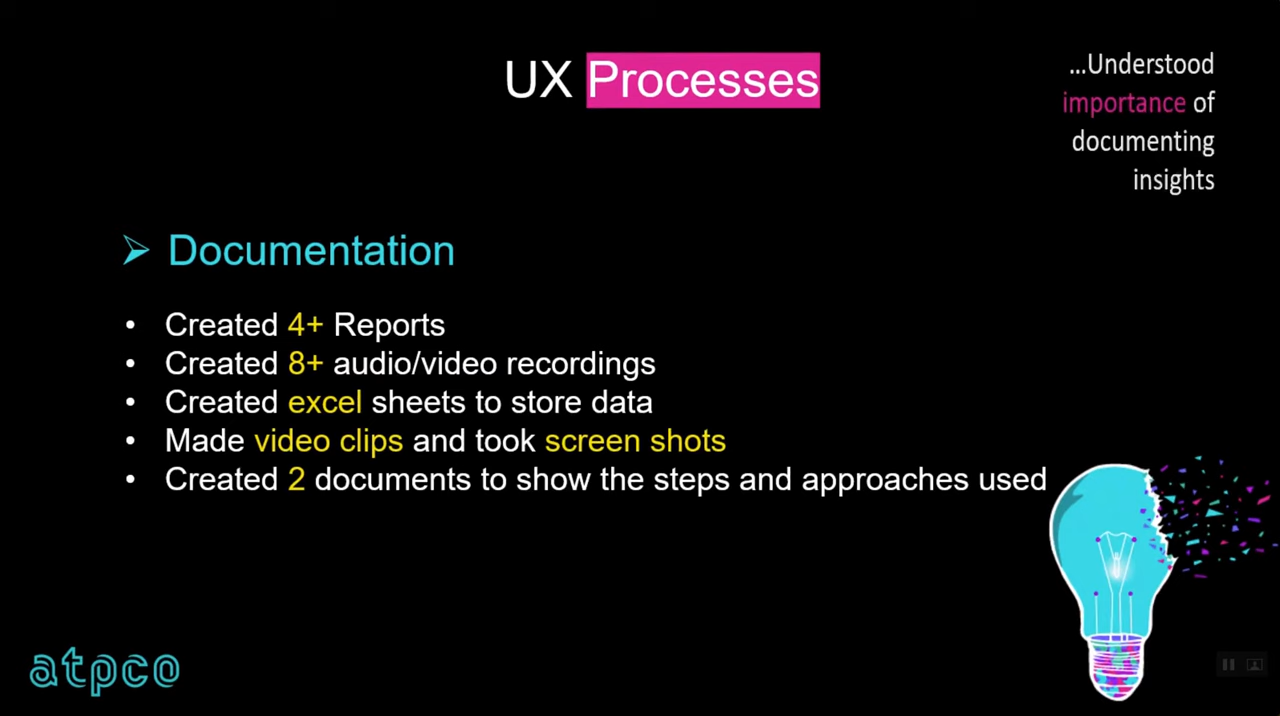 UX Processes
...Understood
importance of
documenting
insights
Documentation
• Created 4+ Reports
• Created 8+ audio/video recordings
• Created excel sheets to store data
• Made video clips and took screen shots
• Created 2 documents to show the steps and approaches used
atpco